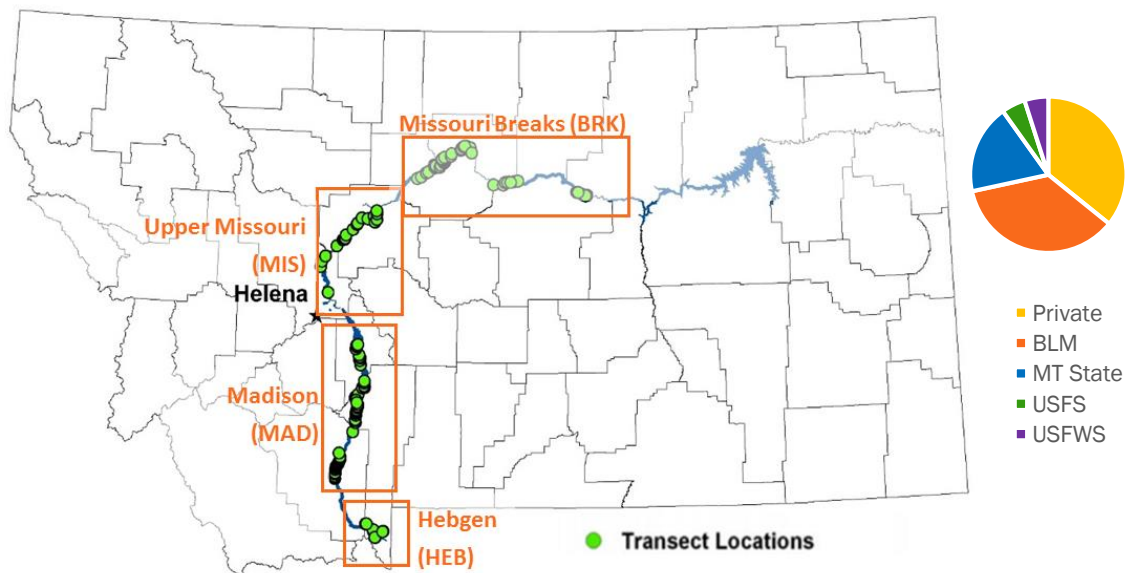 Missouri Breaks (BRK)
Upper Missouri
(MIS)
Helena
Madison
(MAD)
Hebgen
(HEB)
Transect Locations
Private
BLM
MT State
USFS
USFWS